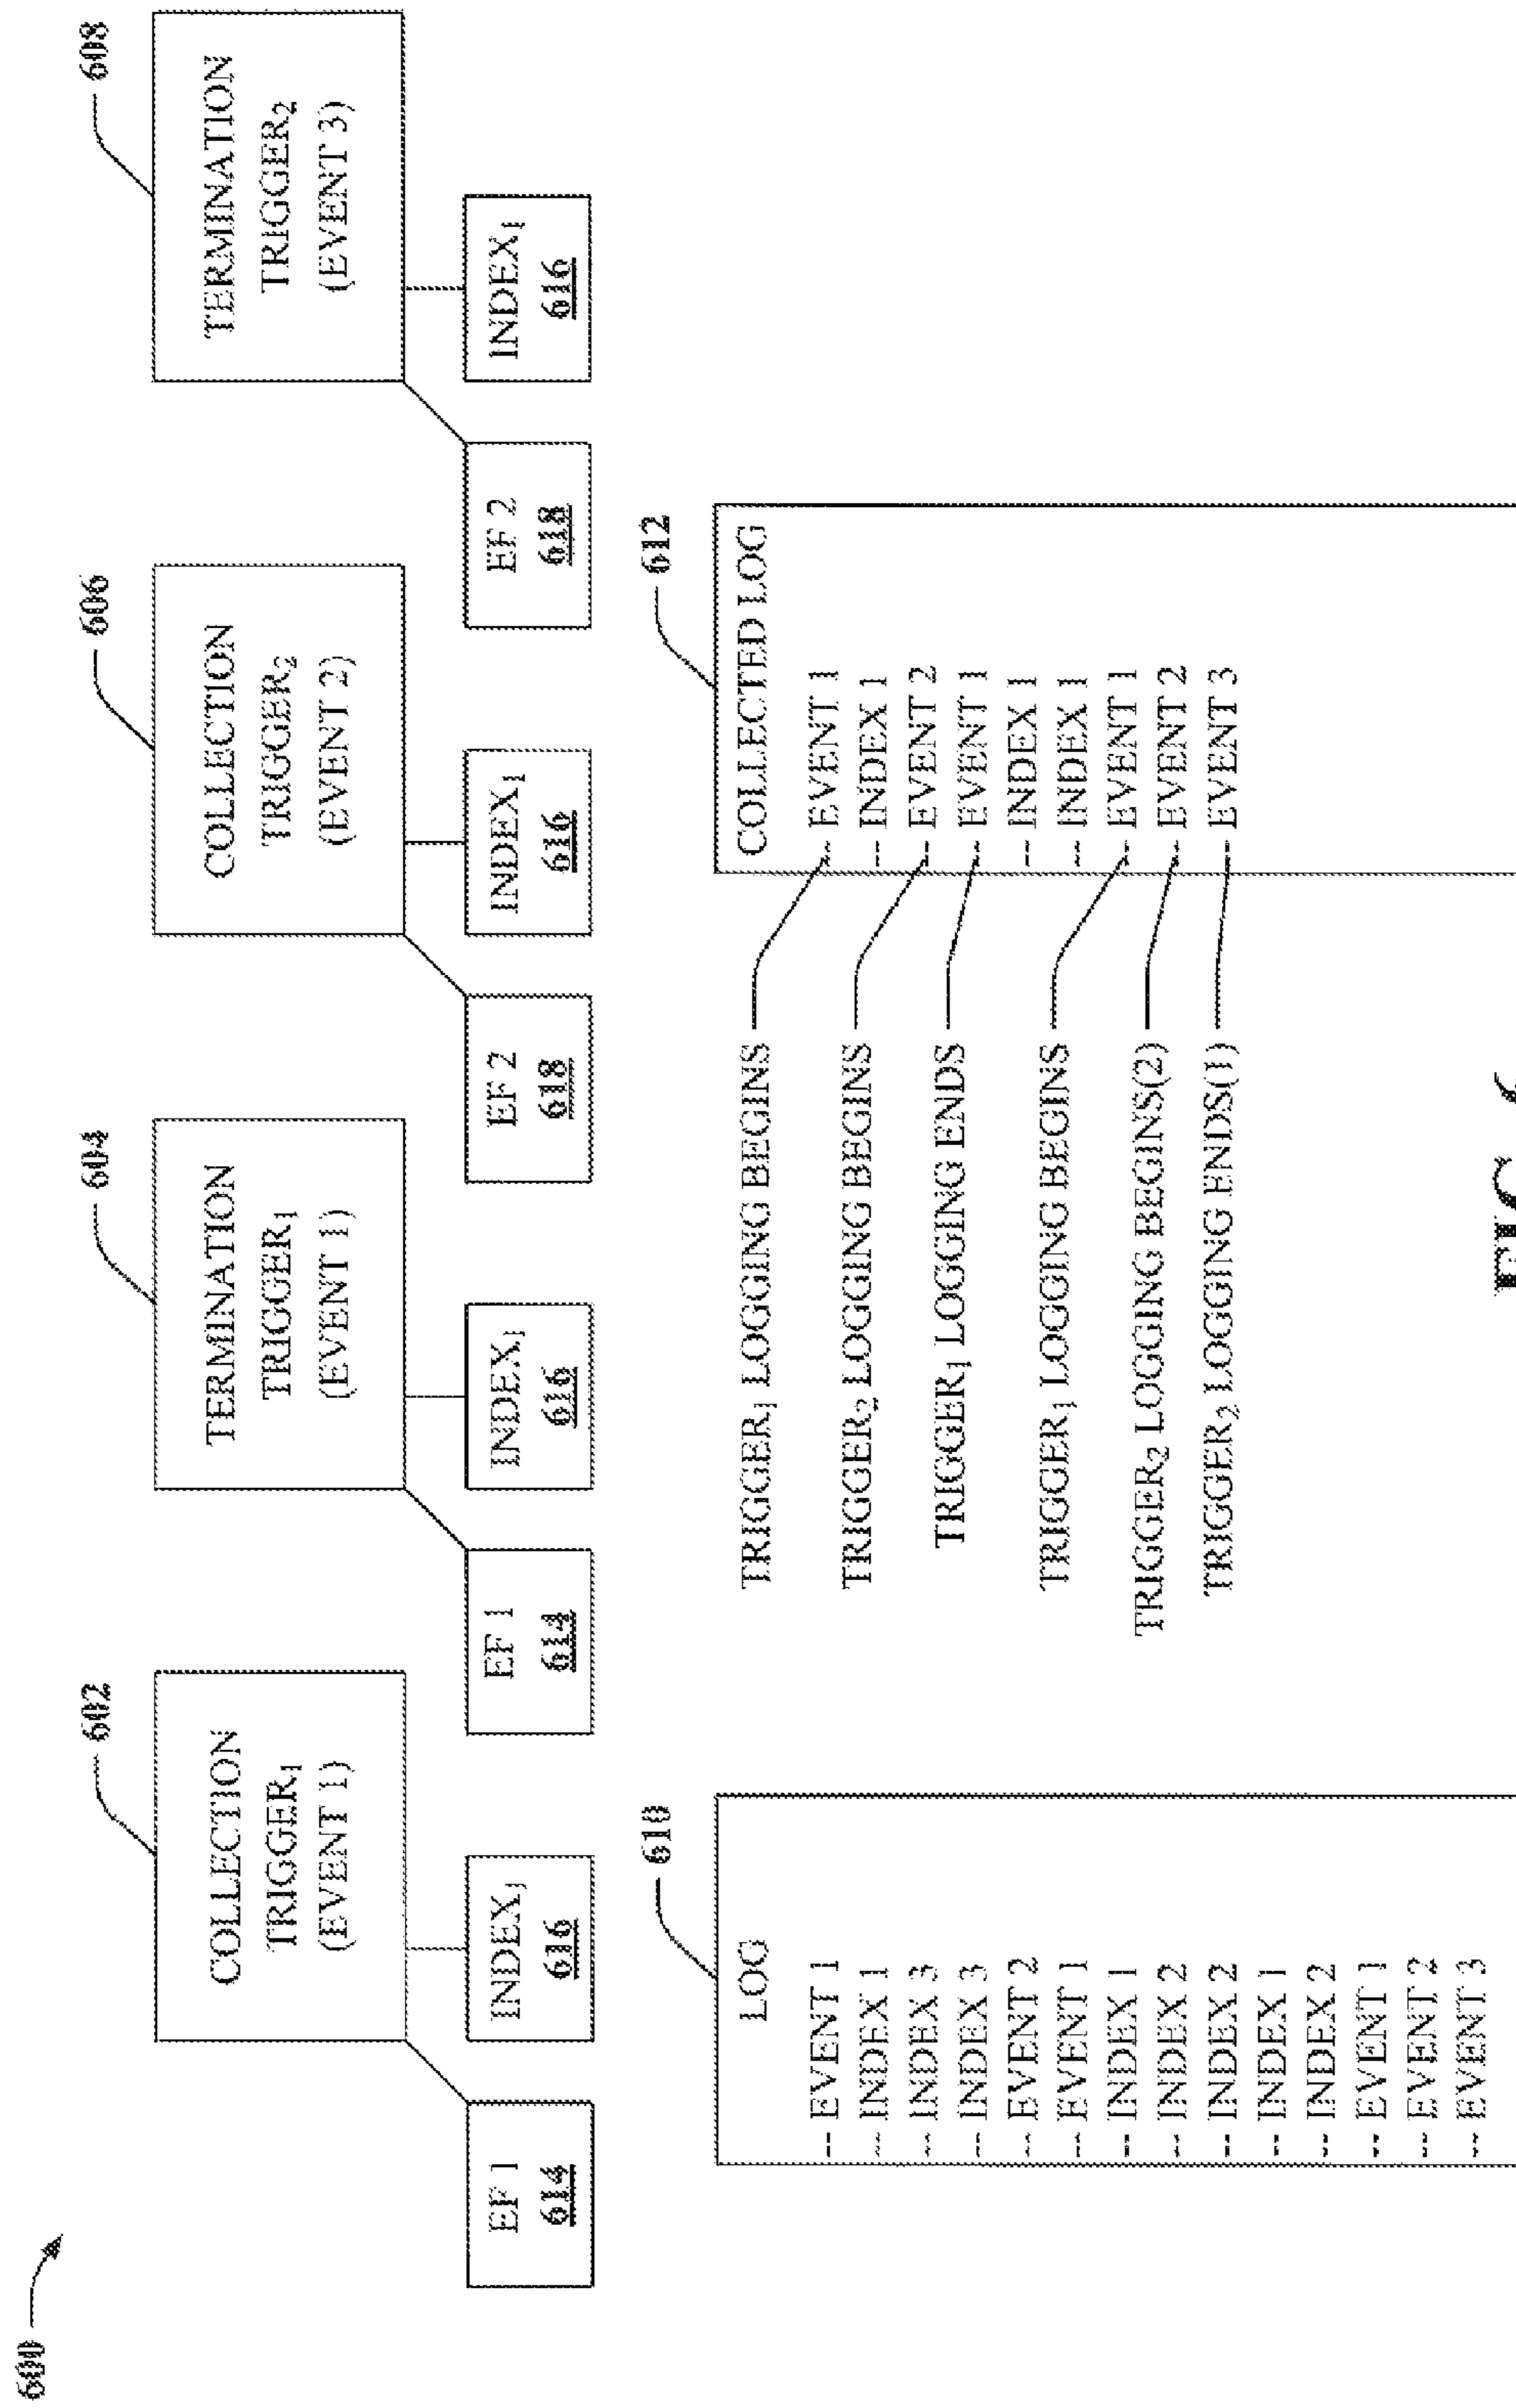 600
602
COLLECTION
TRIGGER₁
(EVENT 1)
EF 1
614
INDEX₁
616
604
TERMINATION
TRIGGER₁
(EVENT 1)
EF 1
614
INDEX₁
616
606
COLLECTION
TRIGGER₂
(EVENT 2)
EF 2
618
INDEX₁
616
608
TERMINATION
TRIGGER₂
(EVENT 3)
EF 2
618
INDEX₁
616
610
LOG
-- EVENT 1
-- INDEX 1
-- INDEX 3
-- INDEX 3
-- EVENT 2
-- EVENT 1
-- INDEX 1
-- INDEX 2
-- INDEX 2
-- INDEX 1
-- INDEX 2
-- EVENT 1
-- EVENT 2
-- EVENT 3
TRIGGER₁ LOGGING BEGINS
TRIGGER₂ LOGGING BEGINS
TRIGGER₁ LOGGING ENDS
TRIGGER₁ LOGGING BEGINS
TRIGGER₂ LOGGING BEGINS(2)
TRIGGER₂ LOGGING ENDS(1)
612
COLLECTED LOG
-- EVENT 1
-- INDEX 1
-- EVENT 2
-- EVENT 1
-- INDEX 1
-- INDEX 1
-- EVENT 1
-- EVENT 2
-- EVENT 3